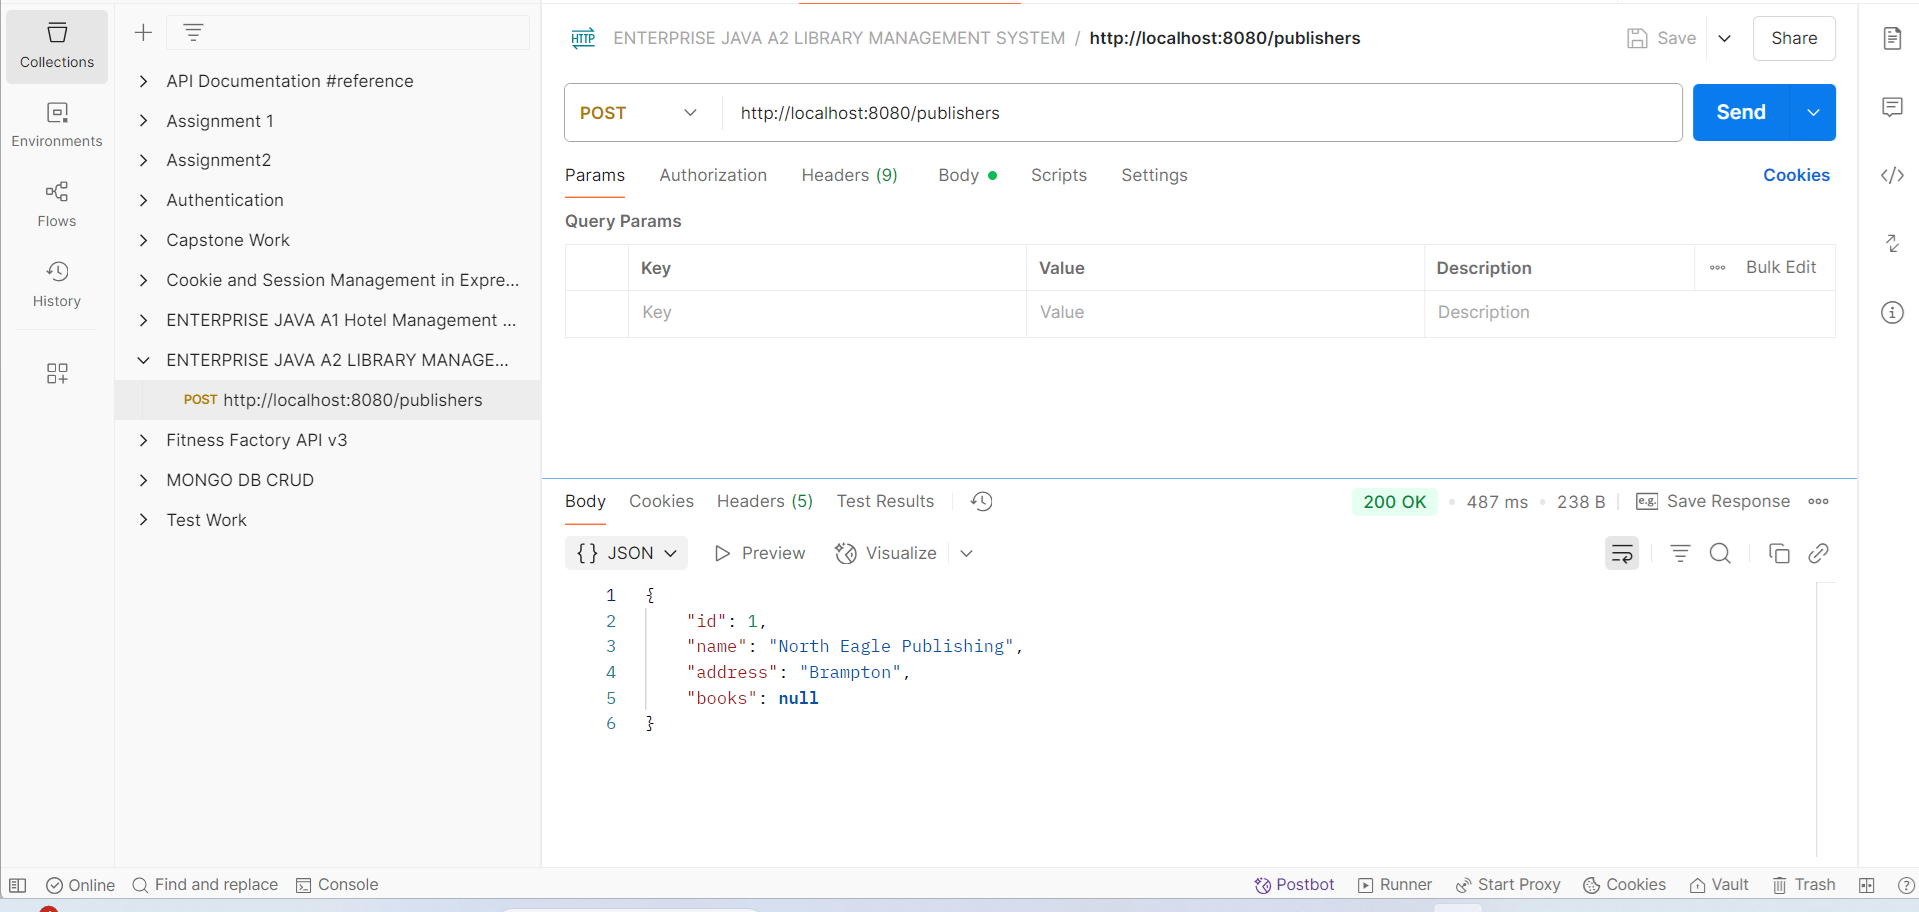 Collections
Environments
Flows
History
API Documentation #reference
Assignment 1
Assignment2
Authentication
Capstone Work
Cookie and Session Management in Expre...
ENTERPRISE JAVA A1 Hotel Management ...
ENTERPRISE JAVA A2 LIBRARY MANAGE...
POST http://localhost:8080/publishers
Fitness Factory API v3
MONGO DB CRUD
Test Work
HTTP ENTERPRISE JAVA A2 LIBRARY MANAGEMENT SYSTEM / http://localhost:8080/publishers Save Share
POST http://localhost:8080/publishers Send
Params Authorization Headers (9) Body Scripts Settings Cookies
Query Params
Key Value Description Bulk Edit
Key Value Description
Body Cookies Headers (5) Test Results 200 OK 487 ms 238 B e.g. Save Response
{} JSON Preview Visualize
1 {
2 "id": 1,
3 "name": "North Eagle Publishing",
4 "address": "Brampton",
5 "books": null
6 }
Online Find and replace Console Postbot Runner Start Proxy Cookies Vault Trash